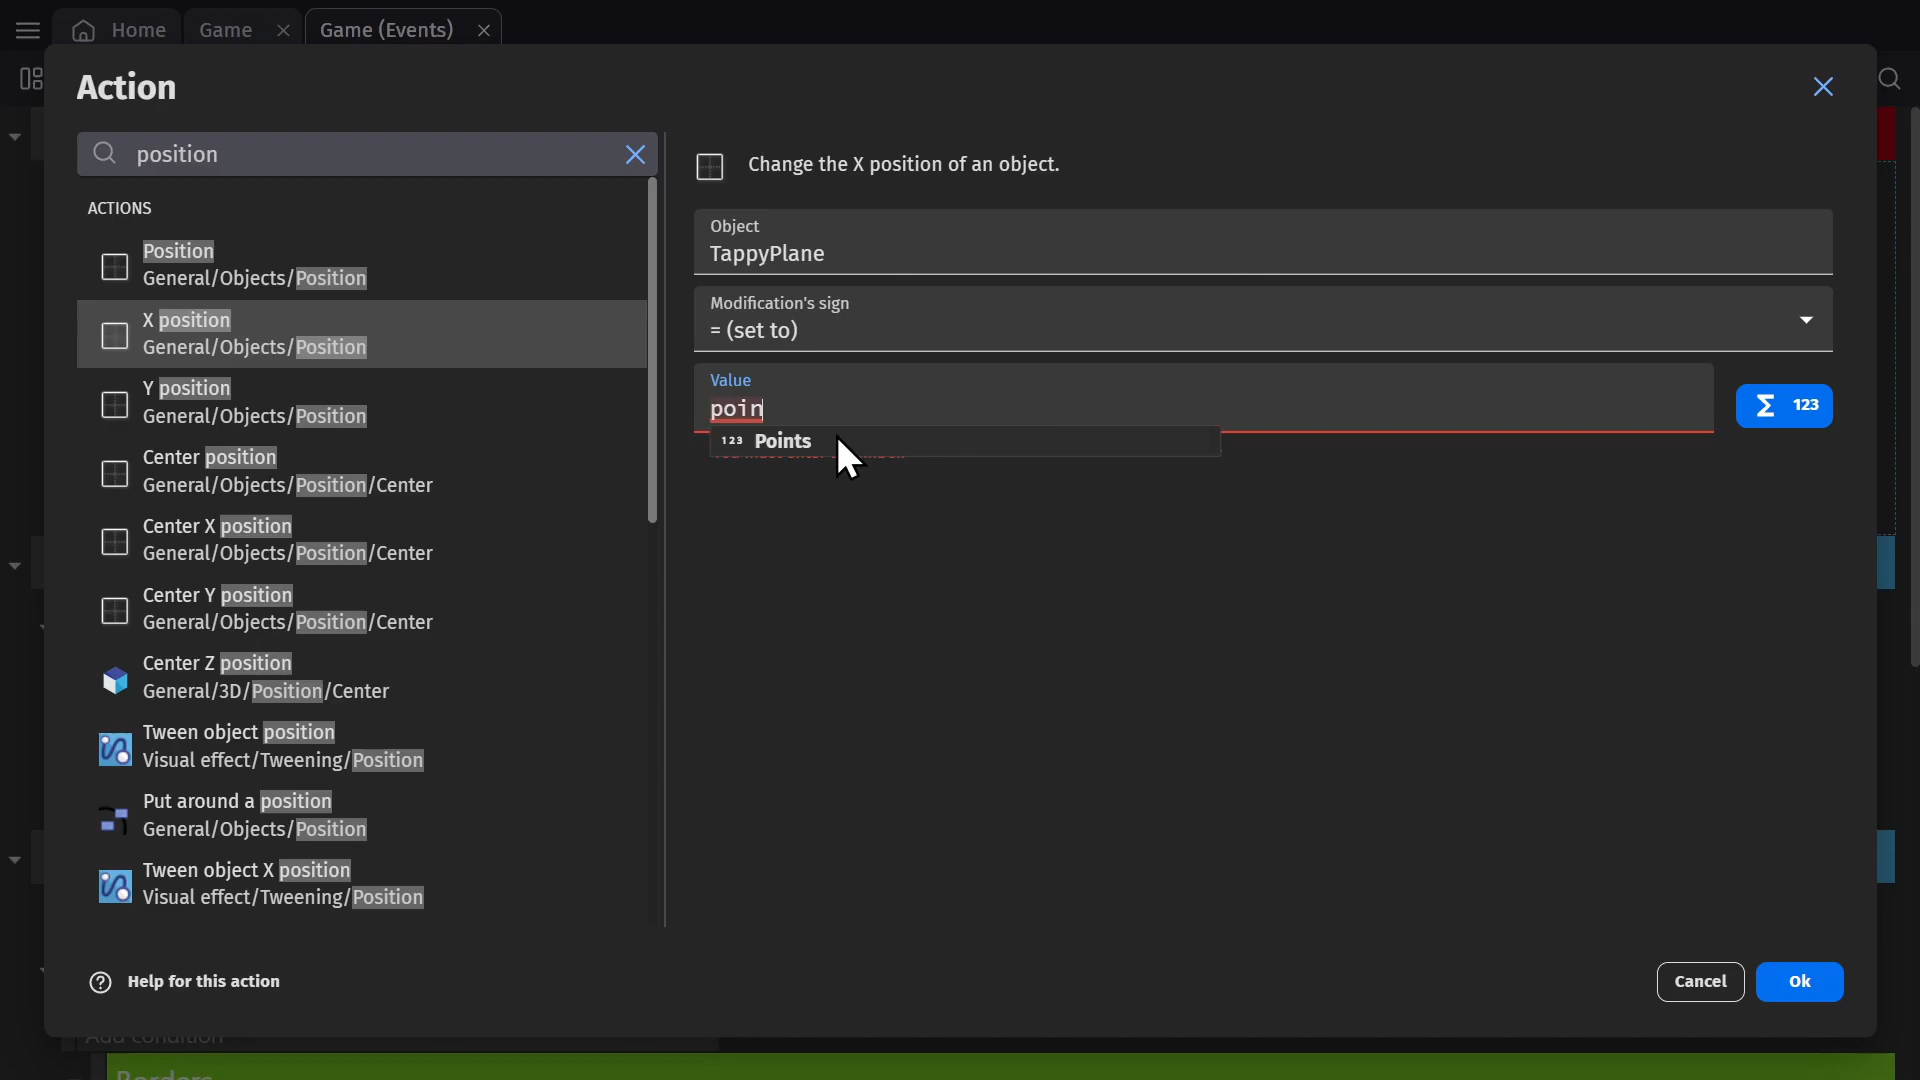 Home
Game
Game (Events)
Action
position
ACTIONS
Position
General/Objects/Position
X position
General/Objects/Position
Y position
General/Objects/Position
Center position
General/Objects/Position/Center
Center X position
General/Objects/Position/Center
Center Y position
General/Objects/Position/Center
Center Z position
General/3D/Position/Center
Tween object position
Visual effect/Tweening/Position
Put around a position
General/Objects/Position
Tween object X position
Visual effect/Tweening/Position
Change the X position of an object.
Object
TappyPlane
Modification's sign
= (set to)
Value
poin
Σ 123
123 Points
Help for this action
Cancel
Ok
Add condition
Borders